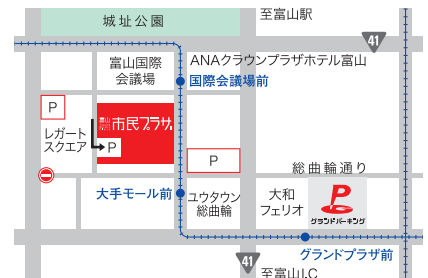 城址公園
至富山駅
41
富山国際
会議場
ANAクラウンプラザホテル富山
国際会議場前
P
市民プラザ
P
レガート
スクエア
P
総曲輪通り
大手モール前
ユウタウン
総曲輪
大和
フェリオ
P
グランドパーキング
グランドプラザ前
41
至富山I.C